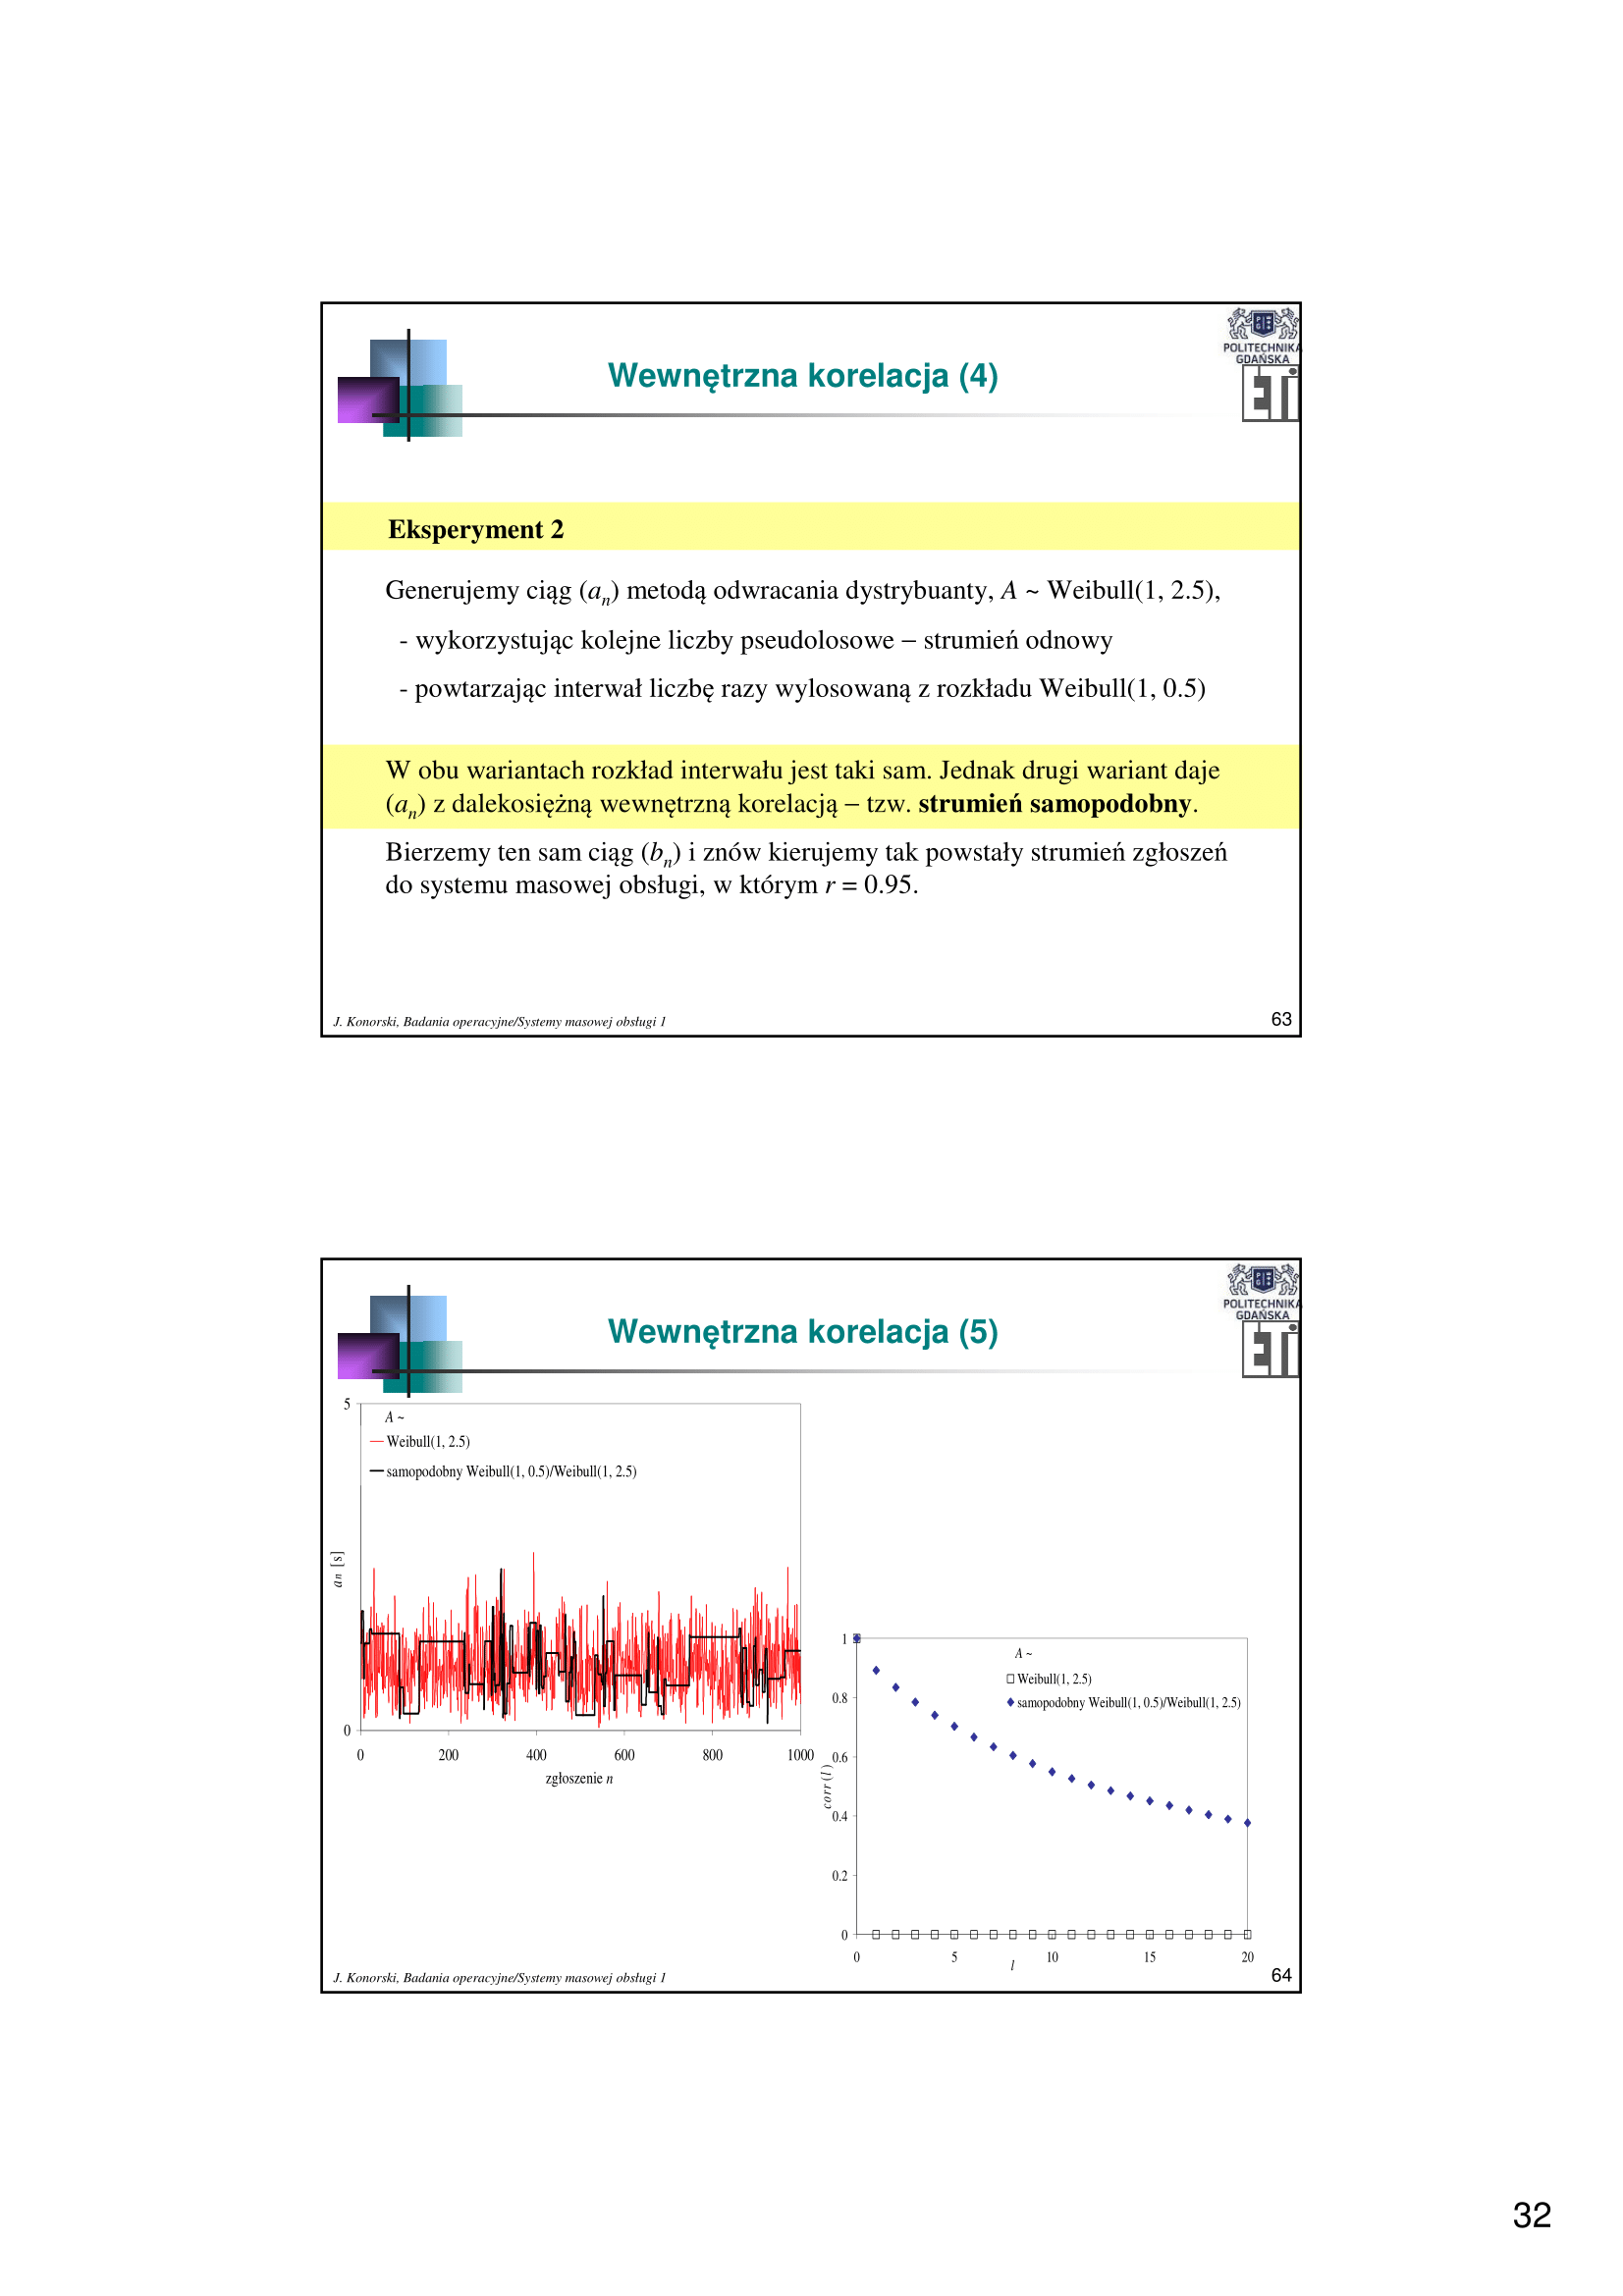 POLITECHNIKA
GDAŃSKA
Wewnętrzna korelacja (4)
Eksperyment 2
Generujemy ciąg (an) metodą odwracania dystrybuanty, A ~ Weibull(1, 2.5),
- wykorzystując kolejne liczby pseudolosowe – strumień odnowy
- powtarzając interwał liczbę razy wylosowaną z rozkładu Weibull(1, 0.5)
W obu wariantach rozkład interwału jest taki sam. Jednak drugi wariant daje
(an) z dalekosiężną wewnętrzną korelacją – tzw. strumień samopodobny.
Bierzemy ten sam ciąg (bn) i znów kierujemy tak powstały strumień zgłoszeń
do systemu masowej obsługi, w którym r = 0.95.
J. Konorski, Badania operacyjne/Systemy masowej obsługi 1
63
POLITECHNIKA
GDAŃSKA
Wewnętrzna korelacja (5)
5
A ~
Weibull(1, 2.5)
samopodobny Weibull(1, 0.5)/Weibull(1, 2.5)
an [s]
0
0 200 400 600 800 1000
zgłoszenie n
1
A ~
Weibull(1, 2.5)
samopodobny Weibull(1, 0.5)/Weibull(1, 2.5)
0.8
0.6
corr(l)
0.4
0.2
0
0 5 10 15 20
l
J. Konorski, Badania operacyjne/Systemy masowej obsługi 1
64
32